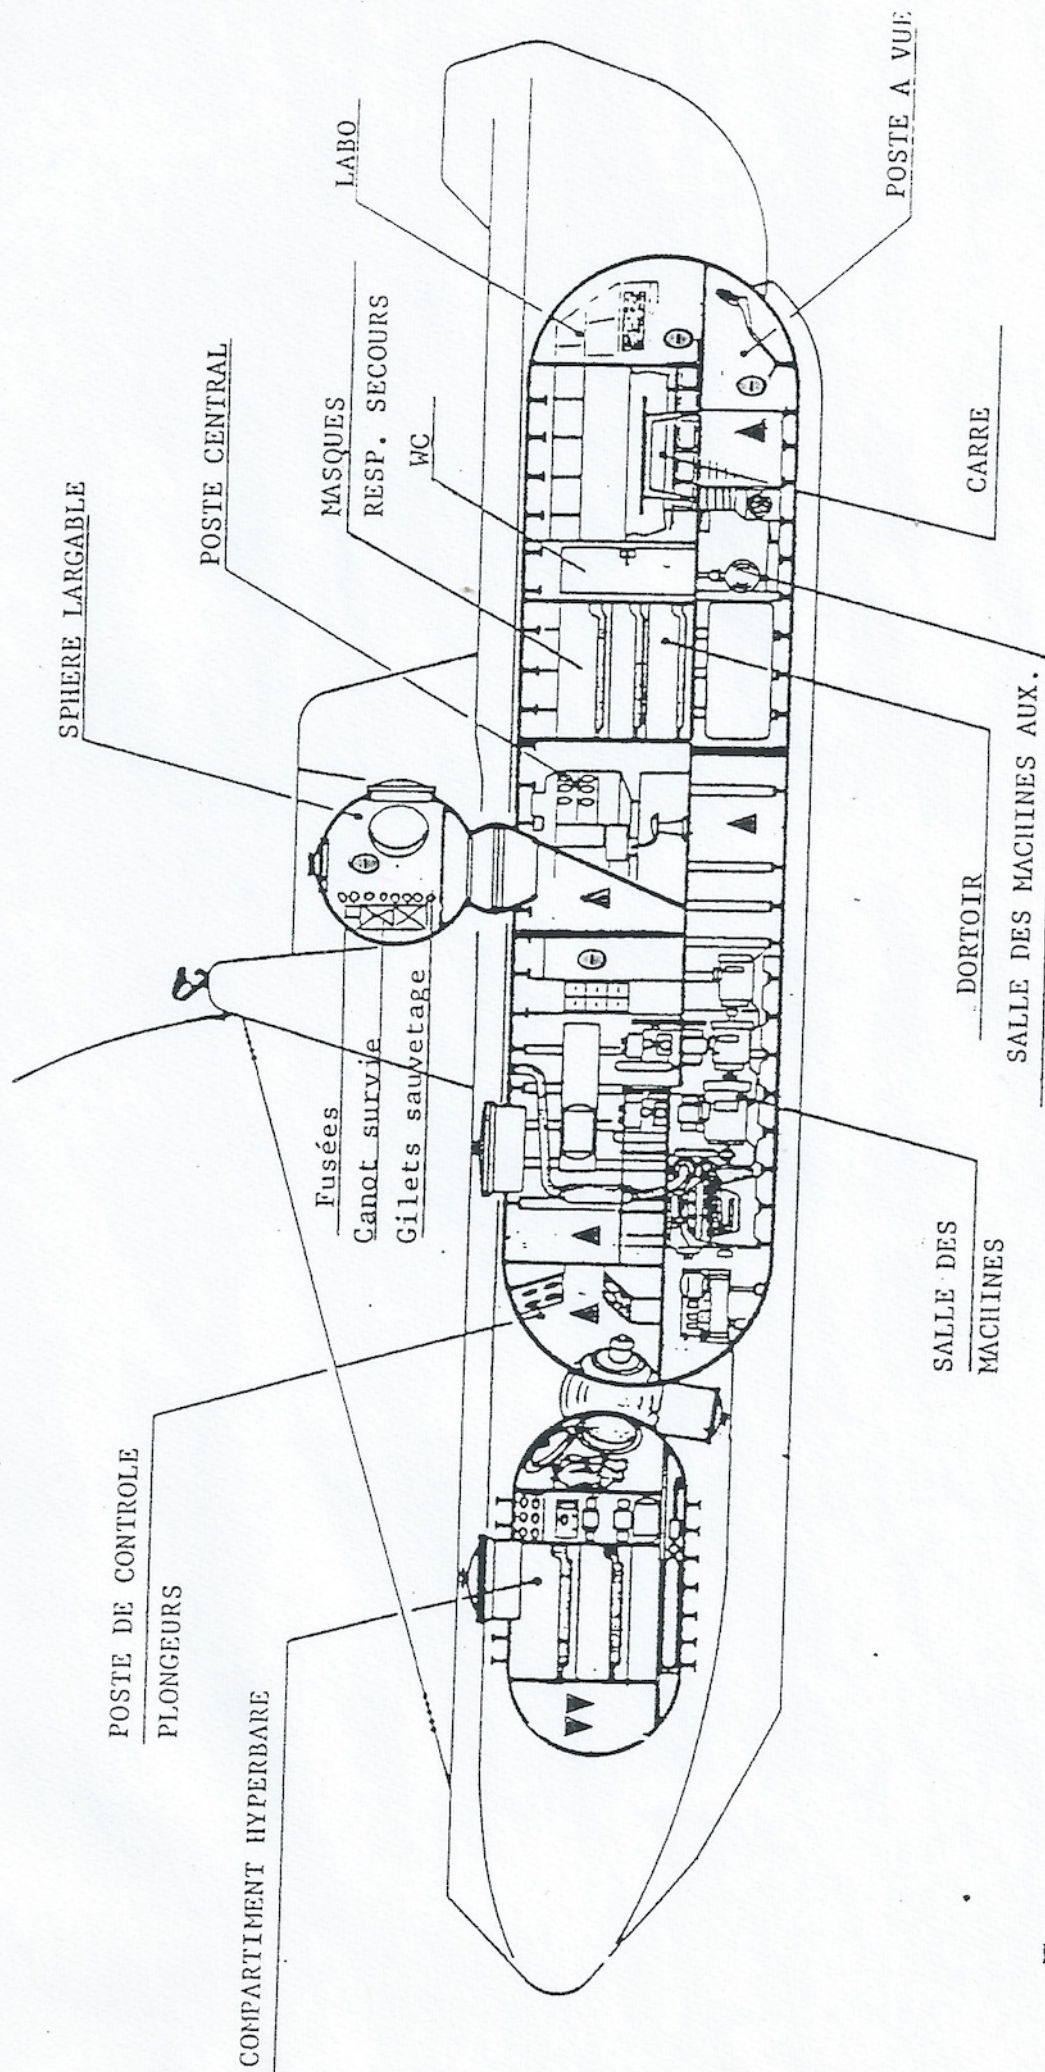 COMPARTIMENT HYPERBARE
POSTE DE CONTROLE
PLONGEURS
Fusées
Canot survie
Gilets sauvetage
SPHERE LARGABLE
POSTE CENTRAL
MASQUES
RESP. SECOURS
WC
LABO
SALLE DES
MACHINES
DORTOIR
SALLE DES MACHINES AUX.
CARRE
POSTE A VUE